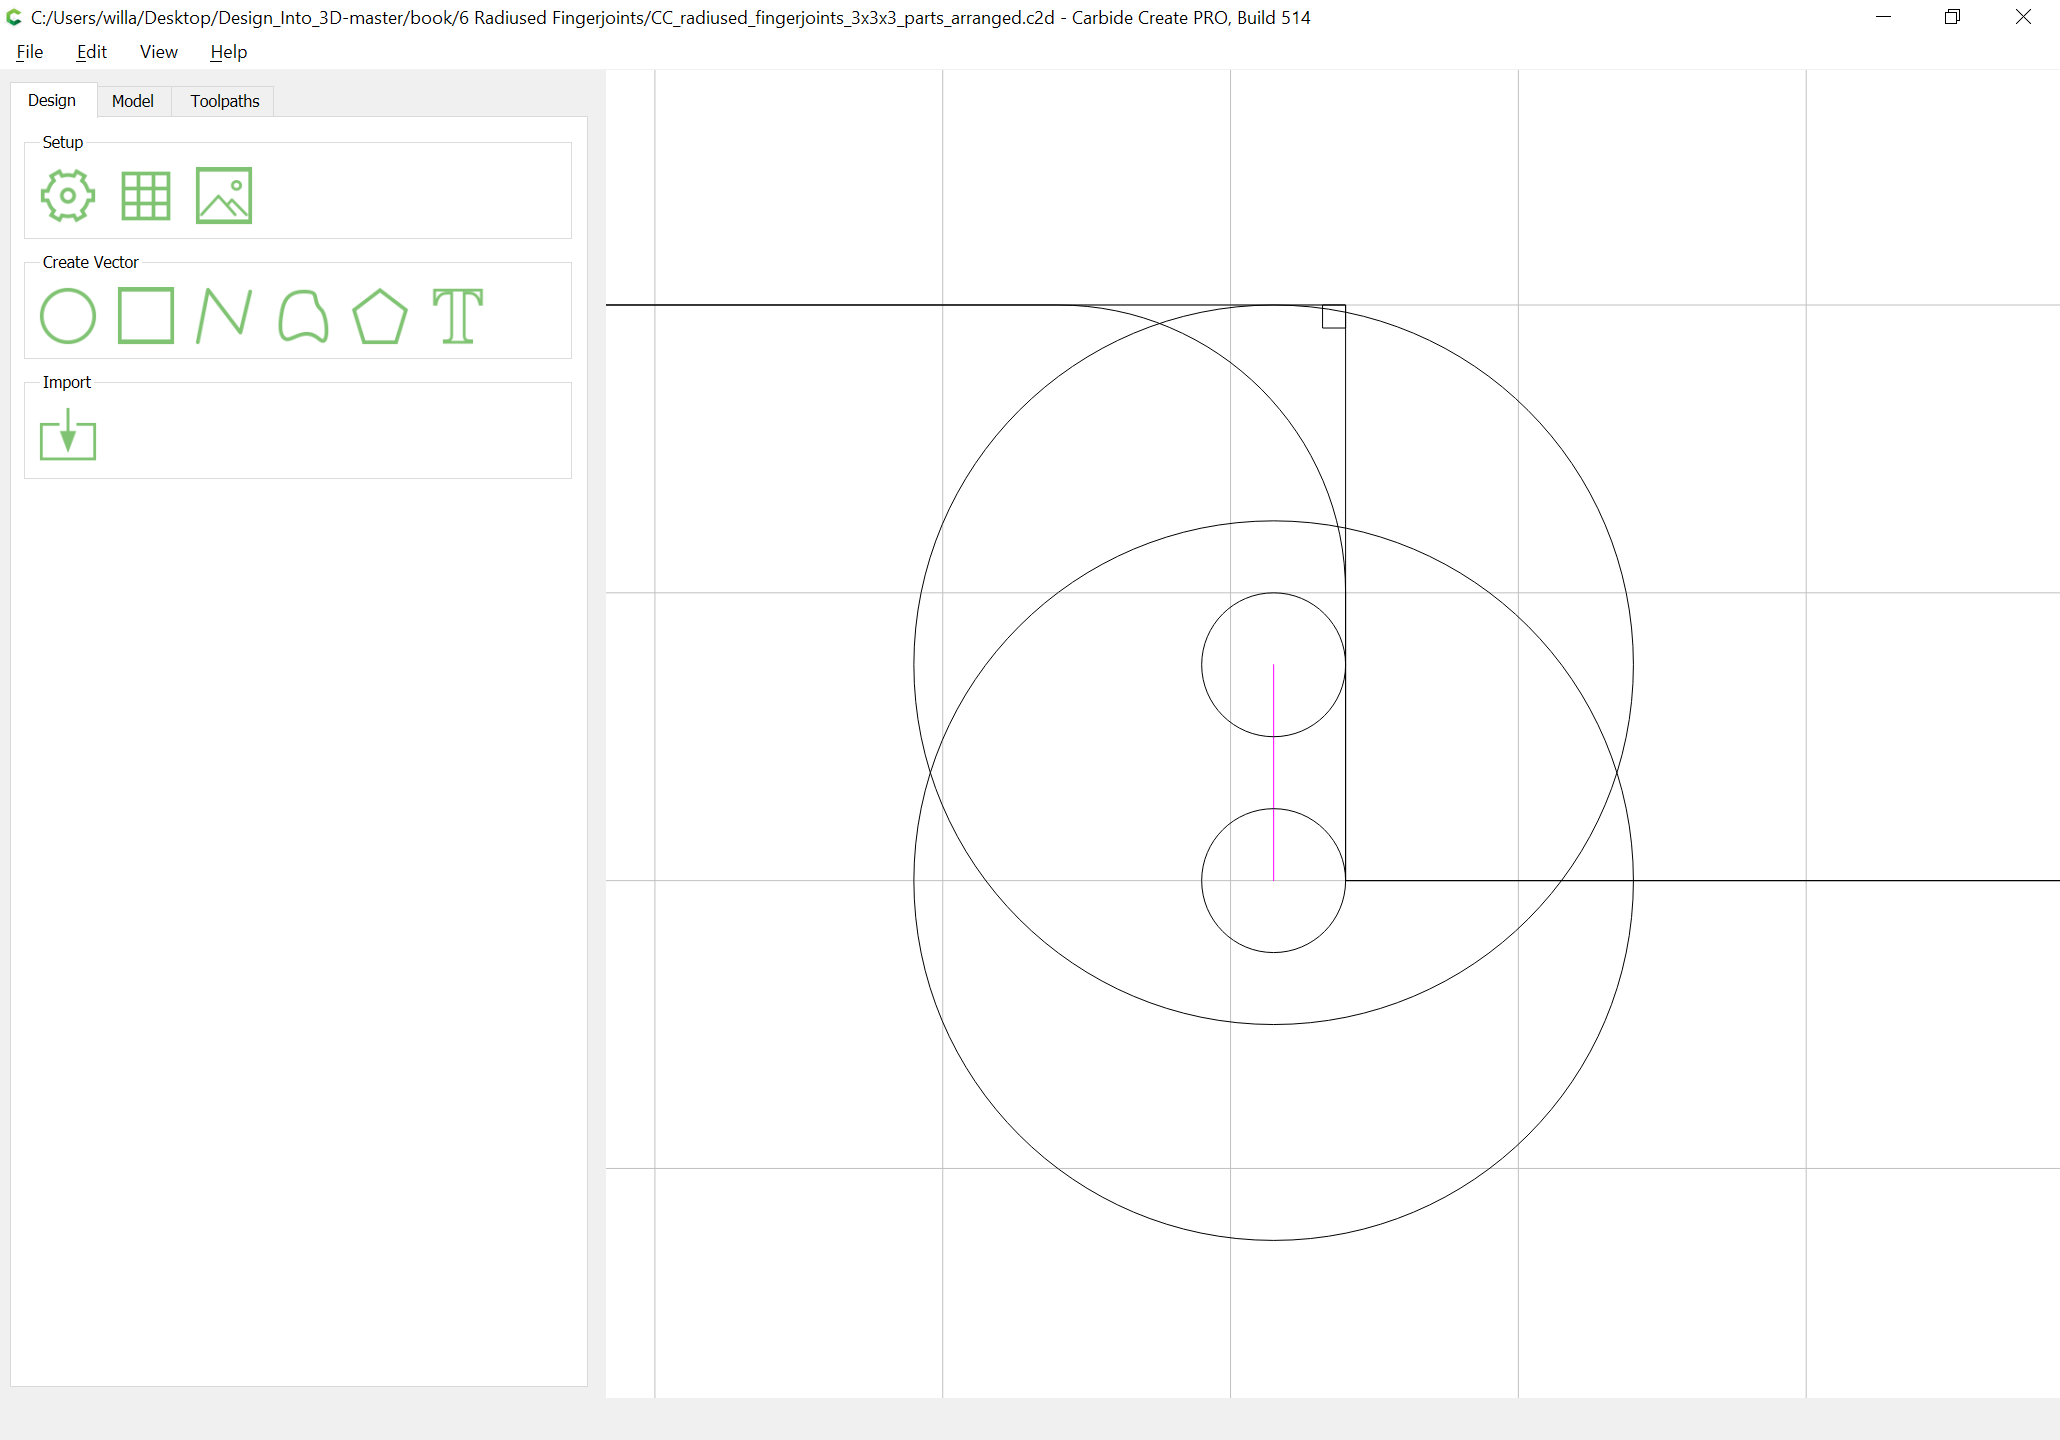 C:/Users/willa/Desktop/Design_Into_3D-master/book/6 Radiused Fingerjoints/CC_radiused_fingerjoints_3x3x3_parts_arranged.c2d - Carbide Create PRO, Build 514
File Edit View Help
Design Model Toolpaths
Setup
Create Vector
Import